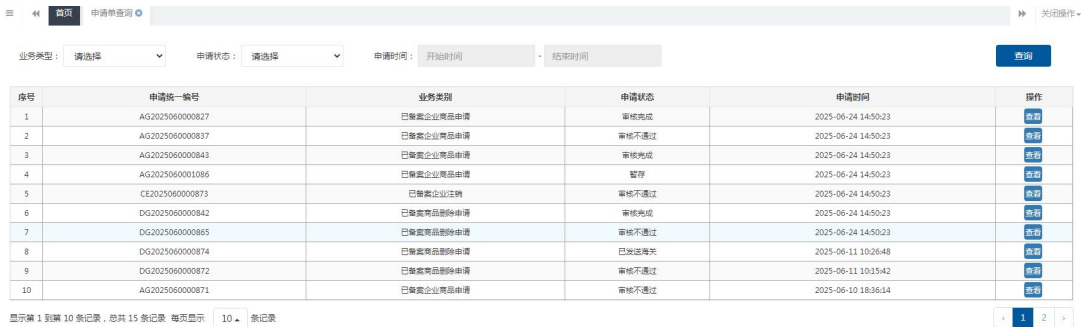 首页 申请单查询 关闭操作
业务类型： 请选择 申请状态： 请选择 申请时间： 开始时间 - 结束时间 查询
序号 申请统一编号 业务类别 申请状态 申请时间 操作
1 AG2025060000827 已备案企业商品申请 审核完成 2025-06-24 14:50:23 查看
2 AG2025060000837 已备案企业商品申请 审核不通过 2025-06-24 14:50:23 查看
3 AG2025060000843 已备案企业商品申请 审核完成 2025-06-24 14:50:23 查看
4 AG2025060001086 已备案企业商品申请 暂存 2025-06-24 14:50:23 查看
5 CE2025060000873 已备案企业注销 审核不通过 2025-06-24 14:50:23 查看
6 DG2025060000842 已备案商品删除申请 审核完成 2025-06-24 14:50:23 查看
7 DG2025060000865 已备案商品删除申请 审核不通过 2025-06-24 14:50:23 查看
8 DG2025060000874 已备案商品删除申请 已发送海关 2025-06-11 10:26:48 查看
9 DG2025060000872 已备案商品删除申请 审核不通过 2025-06-11 10:15:42 查看
10 AG2025060000871 已备案企业商品申请 审核不通过 2025-06-10 18:36:14 查看
显示第 1 到第 10 条记录，总共 15 条记录 每页显示 10 条记录 ‹ 1 2 ›